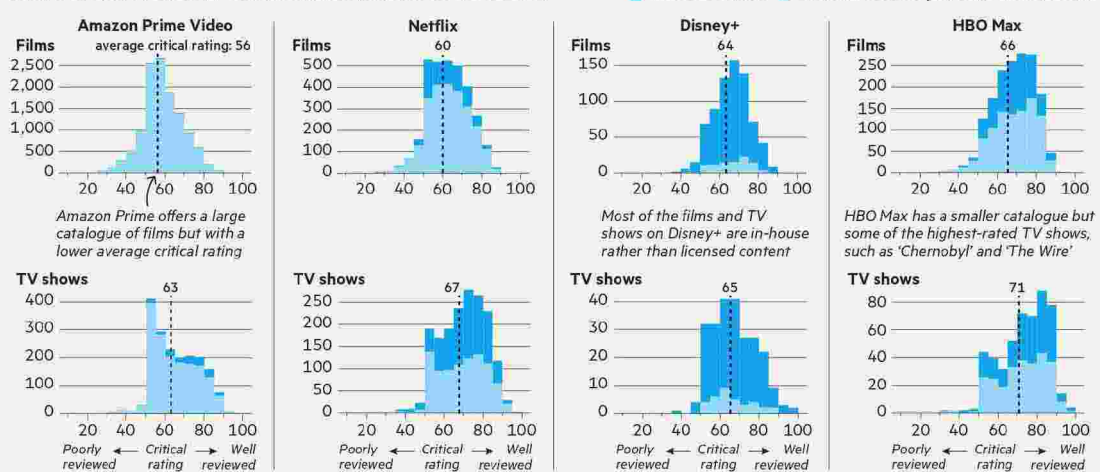 Amazon Prime Video
Films
average critical rating: 56
2,500
2,000
1,500
1,000
500
0
20 40 60 80 100
Amazon Prime offers a large
catalogue of films but with a
lower average critical rating
TV shows
63
400
300
200
100
0
20 40 60 80 100
Poorly reviewed
Critical rating
Well reviewed
Netflix
60
Films
500
400
300
200
100
0
20 40 60 80 100
TV shows
67
250
200
150
100
50
0
20 40 60 80 100
Poorly reviewed
Critical rating
Well reviewed
Disney+
64
Films
150
100
50
0
20 40 60 80 100
Most of the films and TV
shows on Disney+ are in-house
rather than licensed content
TV shows
65
40
30
20
10
0
20 40 60 80 100
Poorly reviewed
Critical rating
Well reviewed
HBO Max
66
Films
250
200
150
100
50
0
20 40 60 80 100
HBO Max has a smaller catalogue but
some of the highest-rated TV shows,
such as ‘Chernobyl’ and ‘The Wire’
TV shows
71
80
60
40
20
0
20 40 60 80 100
Poorly reviewed
Critical rating
Well reviewed